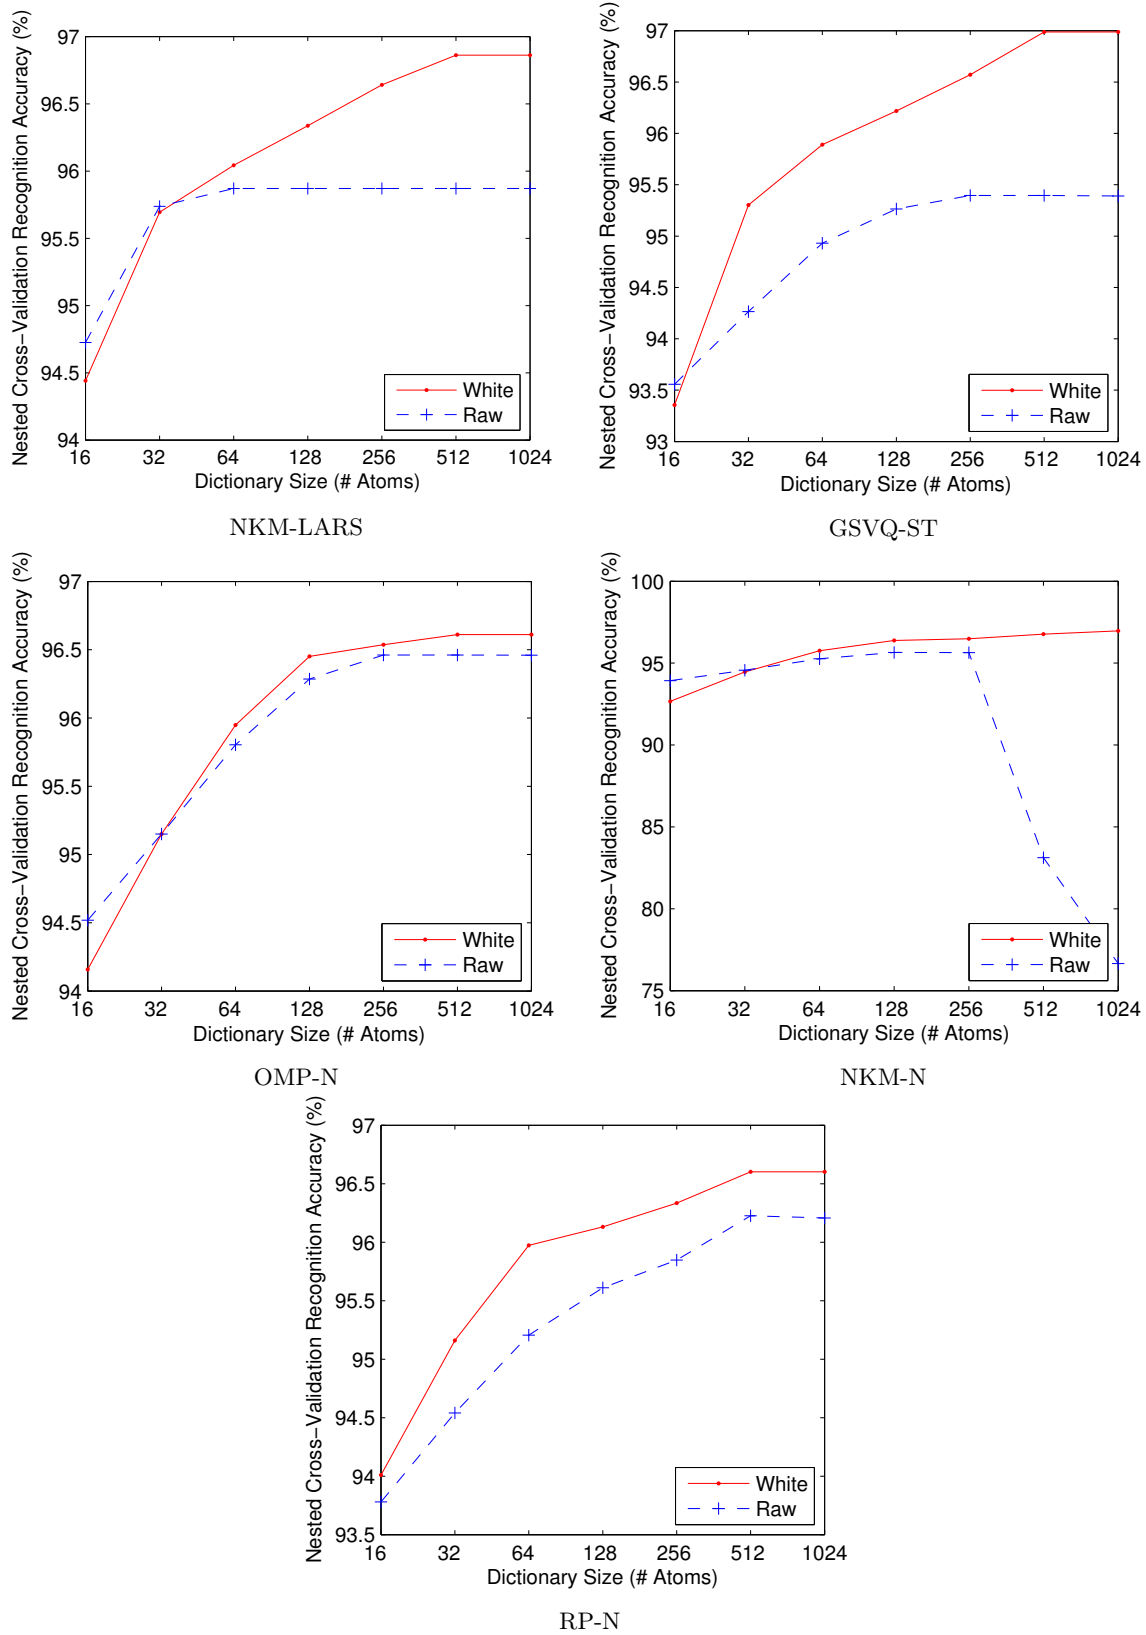 Nested Cross−Validation Recognition Accuracy (%)
97
96.5
96
95.5
95
94.5
94
16 32 64 128 256 512 1024
Dictionary Size (# Atoms)
White
Raw
NKM-LARS
Nested Cross−Validation Recognition Accuracy (%)
97
96.5
96
95.5
95
94.5
94
93.5
93
16 32 64 128 256 512 1024
Dictionary Size (# Atoms)
White
Raw
GSVQ-ST
Nested Cross−Validation Recognition Accuracy (%)
97
96.5
96
95.5
95
94.5
94
16 32 64 128 256 512 1024
Dictionary Size (# Atoms)
White
Raw
OMP-N
Nested Cross−Validation Recognition Accuracy (%)
100
95
90
85
80
75
16 32 64 128 256 512 1024
Dictionary Size (# Atoms)
White
Raw
NKM-N
Nested Cross−Validation Recognition Accuracy (%)
97
96.5
96
95.5
95
94.5
94
93.5
16 32 64 128 256 512 1024
Dictionary Size (# Atoms)
White
Raw
RP-N